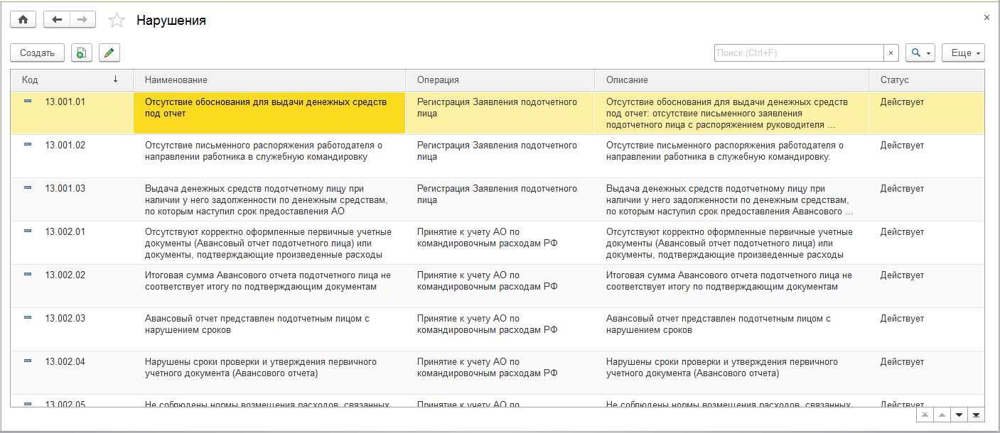 Нарушения
×
Создать
Поиск (Ctrl+F)
×
Еще
Код ↓
Наименование
Операция
Описание
Статус
13.001.01
Отсутствие обоснования для выдачи денежных средств
под отчет
Регистрация Заявления подотчетного
лица
Отсутствие обоснования для выдачи денежных средств
под отчет: отсутствие письменного заявления
подотчетного лица с распоряжением руководителя ...
Действует
13.001.02
Отсутствие письменного распоряжения работодателя о
направлении работника в служебную командировку
Регистрация Заявления подотчетного
лица
Отсутствие письменного распоряжения работодателя о
направлении работника в служебную командировку.
Действует
13.001.03
Выдача денежных средств подотчетному лицу при
наличии у него задолженности по денежным средствам,
по которым наступил срок предоставления АО
Регистрация Заявления подотчетного
лица
Выдача денежных средств подотчетному лицу при
наличии у него задолженности по денежным средствам,
по которым наступил срок предоставления Авансового ...
Действует
13.002.01
Отсутствуют корректно оформленные первичные учетные
документы (Авансовый отчет подотчетного лица) или
документы, подтверждающие произведенные расходы
Принятие к учету АО по
командировочным расходам РФ
Отсутствуют корректно оформленные первичные учетные
документы (Авансовый отчет подотчетного лица) или
документы, подтверждающие произведенные расходы
Действует
13.002.02
Итоговая сумма Авансового отчета подотчетного лица не
соответствует итогу по подтверждающим документам
Принятие к учету АО по
командировочным расходам РФ
Итоговая сумма Авансового отчета подотчетного лица не
соответствует итогу по подтверждающим документам
Действует
13.002.03
Авансовый отчет представлен подотчетным лицом с
нарушением сроков
Принятие к учету АО по
командировочным расходам РФ
Авансовый отчет представлен подотчетным лицом с
нарушением сроков
Действует
13.002.04
Нарушены сроки проверки и утверждения первичного
учетного документа (Авансового отчета)
Принятие к учету АО по
командировочным расходам РФ
Нарушены сроки проверки и утверждения первичного
учетного документа (Авансового отчета)
Действует
13.002.05
Не соблюдены нормы возмещения расходов, связанных
Принятие к учету АО по
Не соблюдены нормы возмещения расходов, связанных
Действует